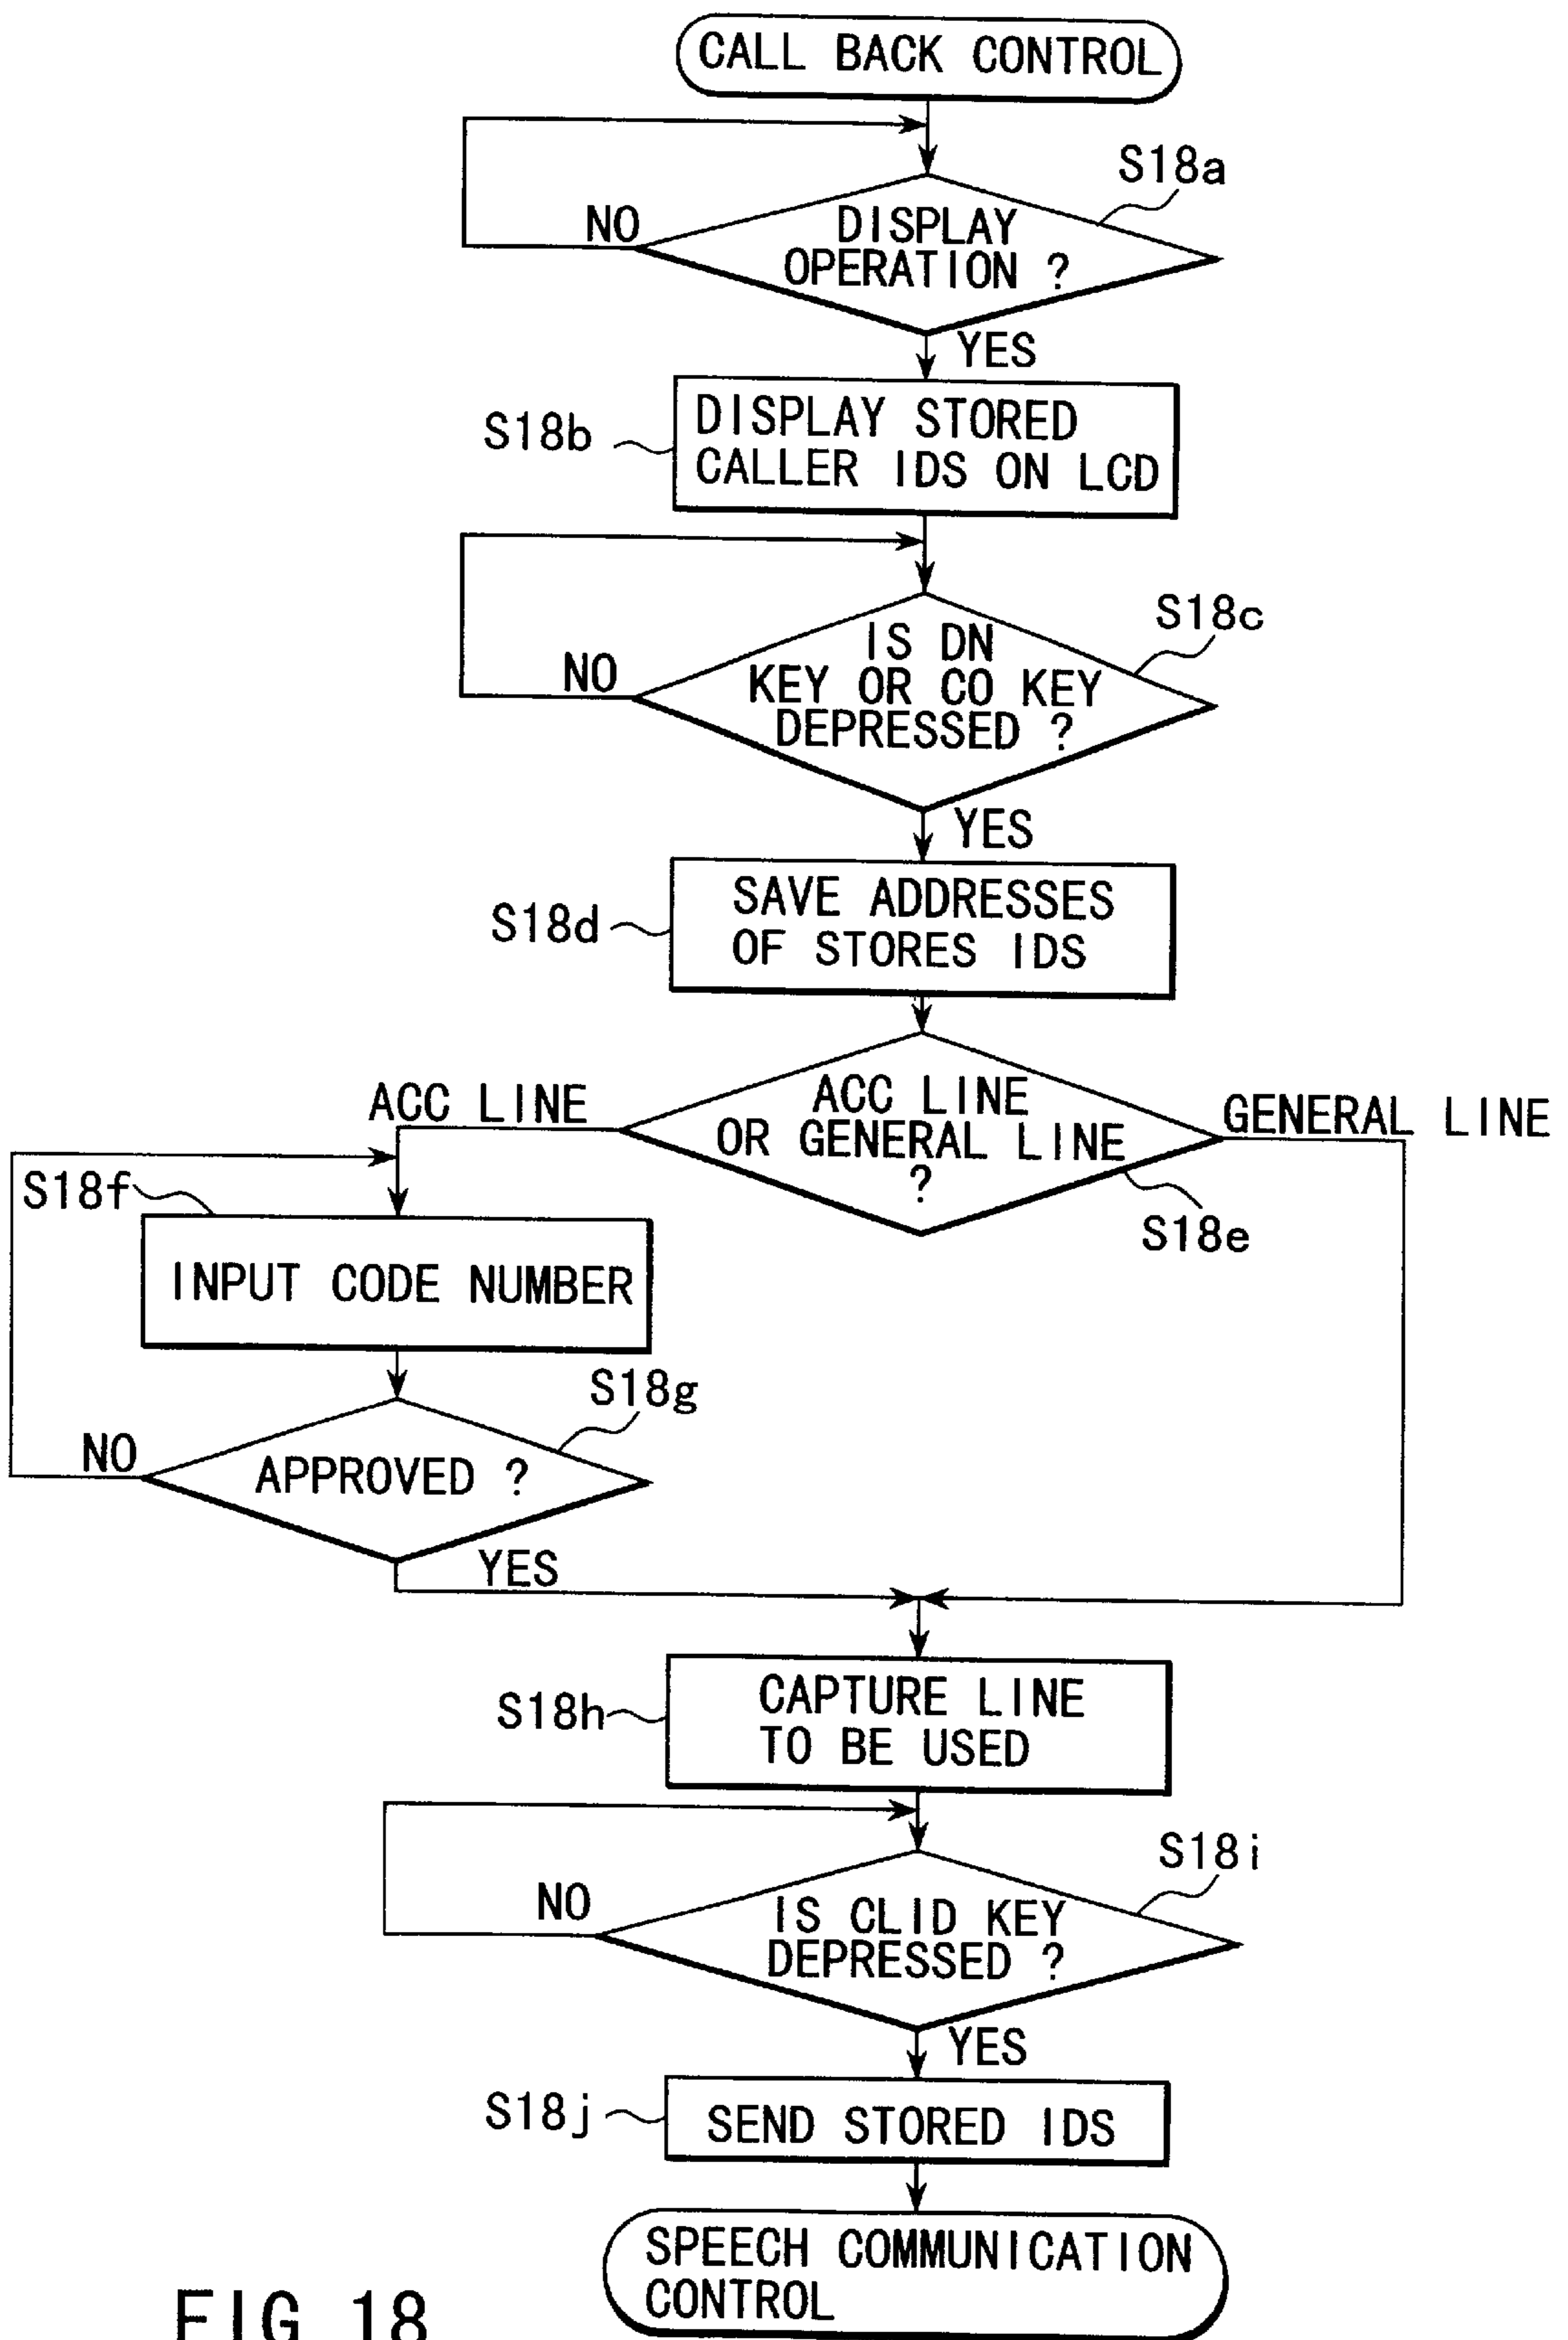 CALL BACK CONTROL
S18a
NO
DISPLAY
OPERATION ?
YES
S18b
DISPLAY STORED
CALLER IDS ON LCD
S18c
NO
IS DN
KEY OR CO KEY
DEPRESSED ?
YES
S18d
SAVE ADDRESSES
OF STORES IDS
ACC LINE
ACC LINE
OR GENERAL LINE
?
GENERAL LINE
S18e
S18f
INPUT CODE NUMBER
S18g
NO
APPROVED ?
YES
S18h
CAPTURE LINE
TO BE USED
S18i
NO
IS CLID KEY
DEPRESSED ?
YES
S18j
SEND STORED IDS
SPEECH COMMUNICATION
CONTROL
FIG 18